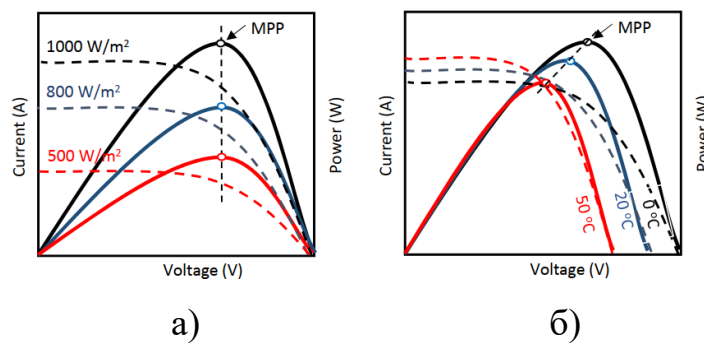 MPP
1000 W/m²
800 W/m²
500 W/m²
Current (A)
Power (W)
Voltage (V)
а)
MPP
50 °C
20 °C
0 °C
Current (A)
Power (W)
Voltage (V)
б)